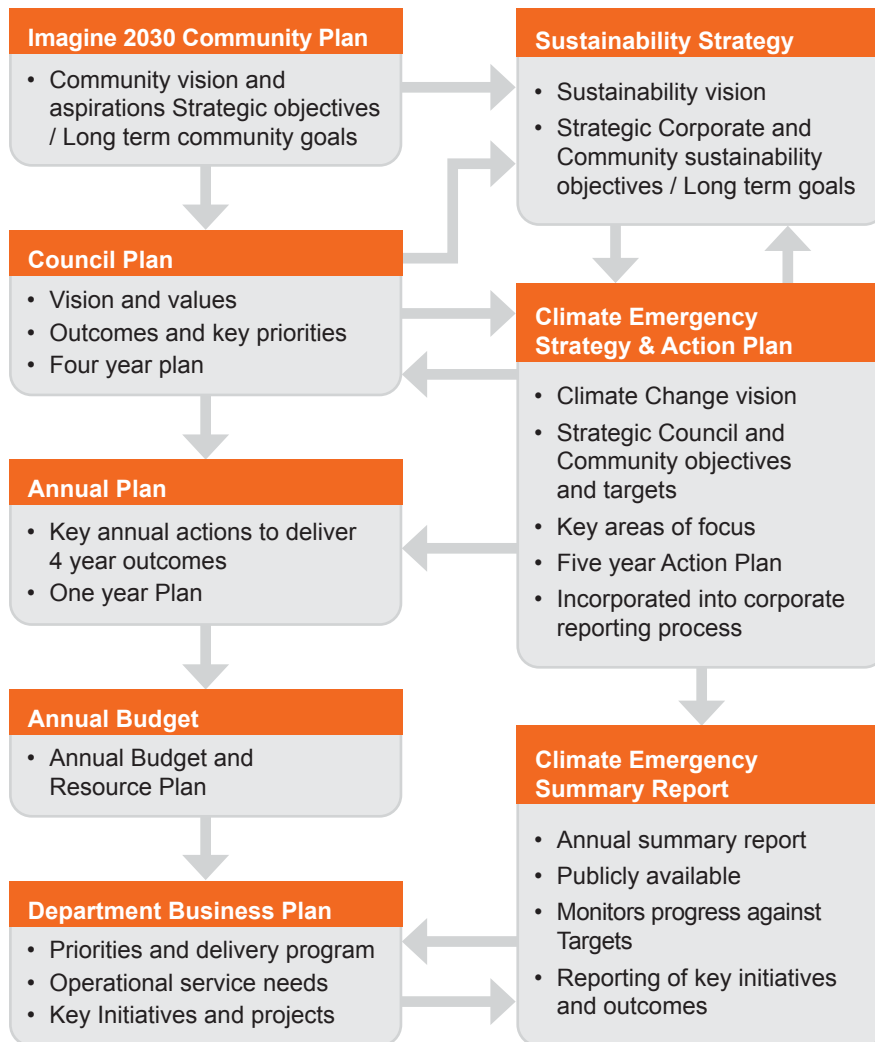 Imagine 2030 Community Plan
• Community vision and
aspirations Strategic objectives
/ Long term community goals
Council Plan
• Vision and values
• Outcomes and key priorities
• Four year plan
Annual Plan
• Key annual actions to deliver
4 year outcomes
• One year Plan
Annual Budget
• Annual Budget and
Resource Plan
Department Business Plan
• Priorities and delivery program
• Operational service needs
• Key Initiatives and projects
Sustainability Strategy
• Sustainability vision
• Strategic Corporate and
Community sustainability
objectives / Long term goals
Climate Emergency
Strategy & Action Plan
• Climate Change vision
• Strategic Council and
Community objectives
and targets
• Key areas of focus
• Five year Action Plan
• Incorporated into corporate
reporting process
Climate Emergency
Summary Report
• Annual summary report
• Publicly available
• Monitors progress against
Targets
• Reporting of key initiatives
and outcomes